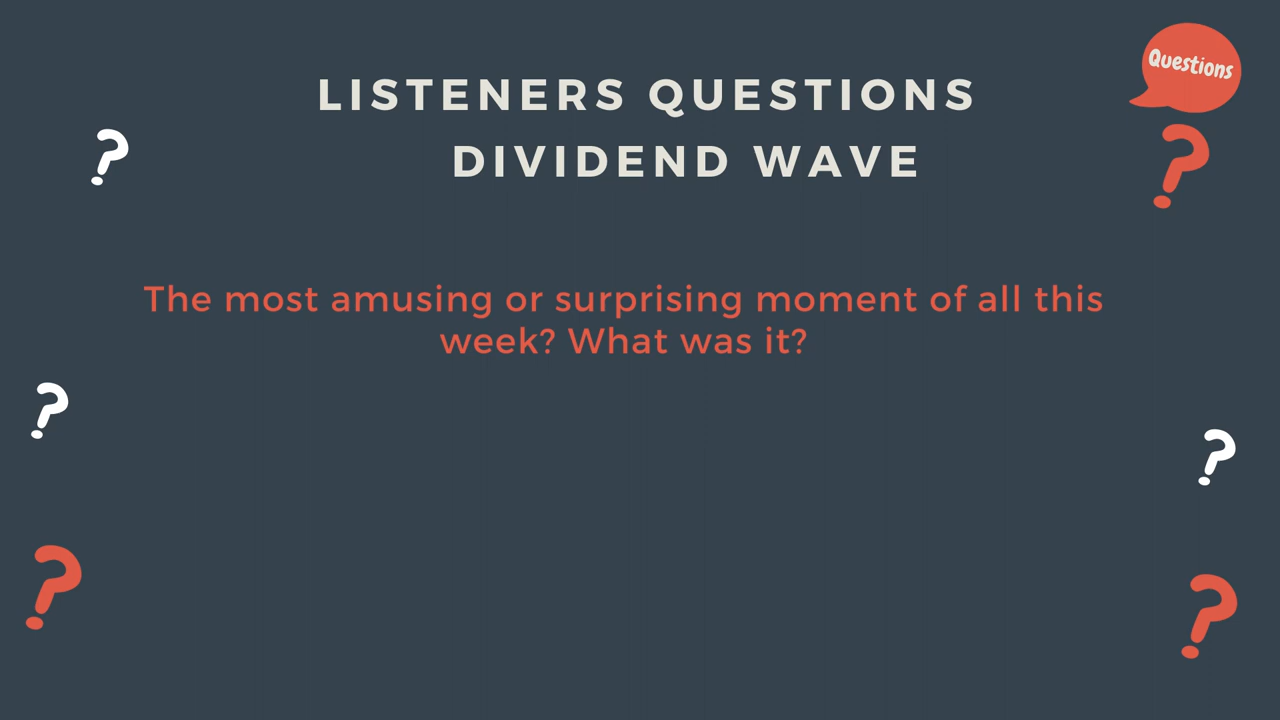 Questions
LISTENERS QUESTIONS
DIVIDEND WAVE
?
?
The most amusing or surprising moment of all this
week? What was it?
?
?
?
?